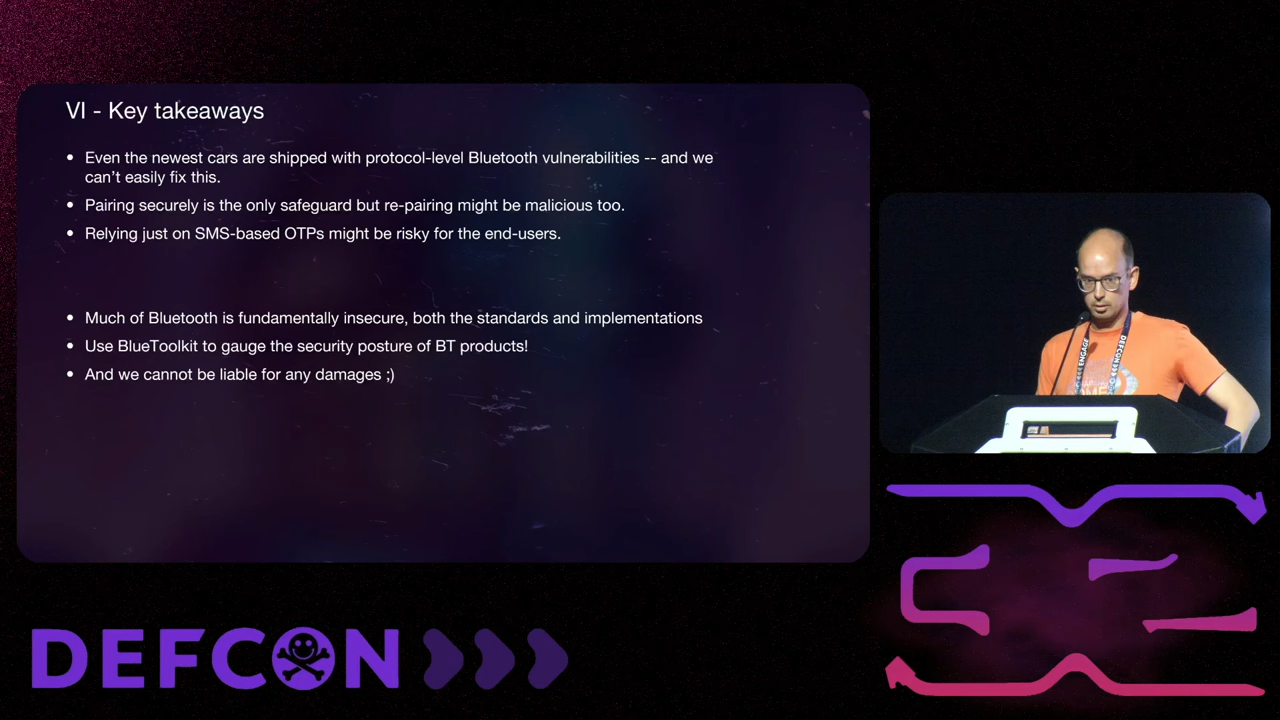 VI - Key takeaways
• Even the newest cars are shipped with protocol-level Bluetooth vulnerabilities -- and we
can't easily fix this.
• Pairing securely is the only safeguard but re-pairing might be malicious too.
• Relying just on SMS-based OTPs might be risky for the end-users.
• Much of Bluetooth is fundamentally insecure, both the standards and implementations
• Use BlueToolkit to gauge the security posture of BT products!
• And we cannot be liable for any damages ;)
ENGAGE
DEFCON
DEFCON